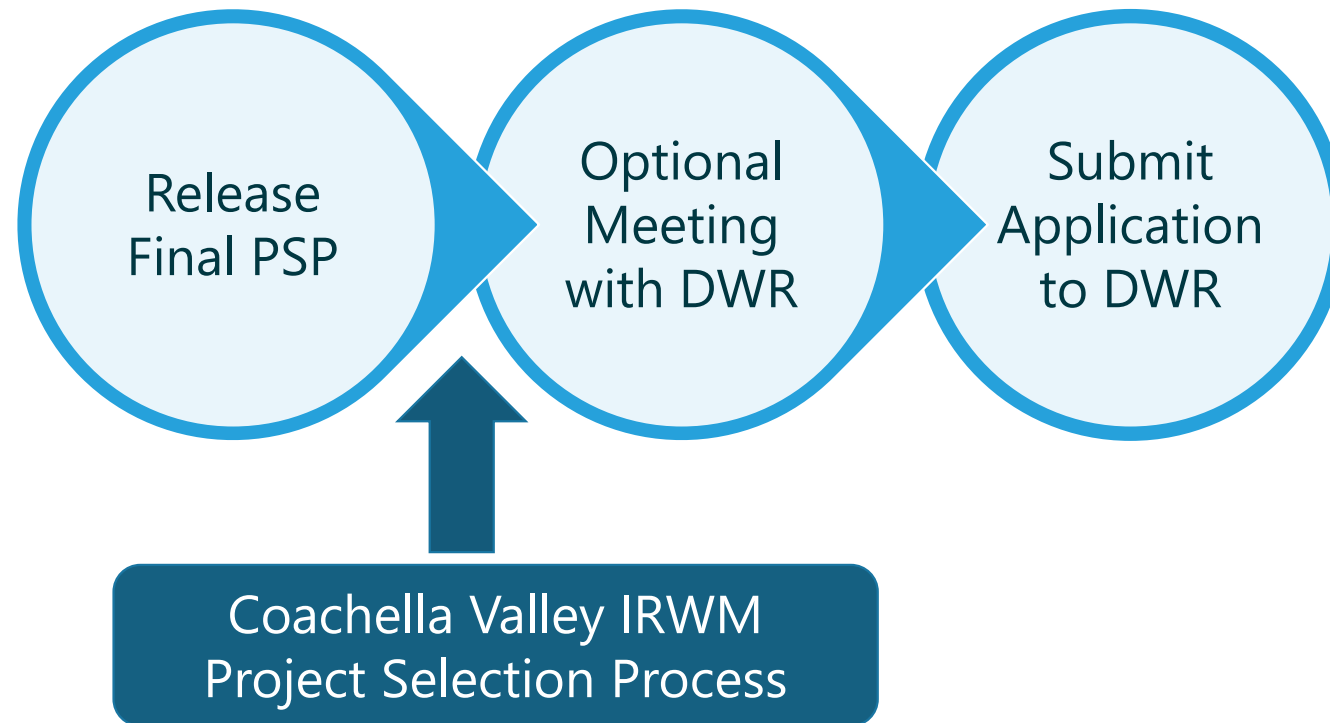 Release
Final PSP
Optional
Meeting
with DWR
Submit
Application
to DWR
Coachella Valley IRWM
Project Selection Process